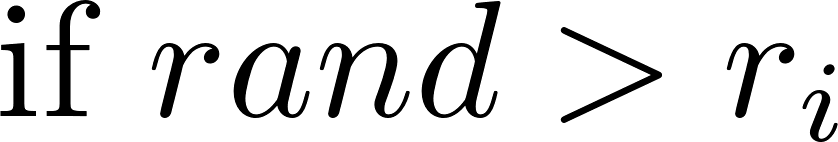 if rand > r_i